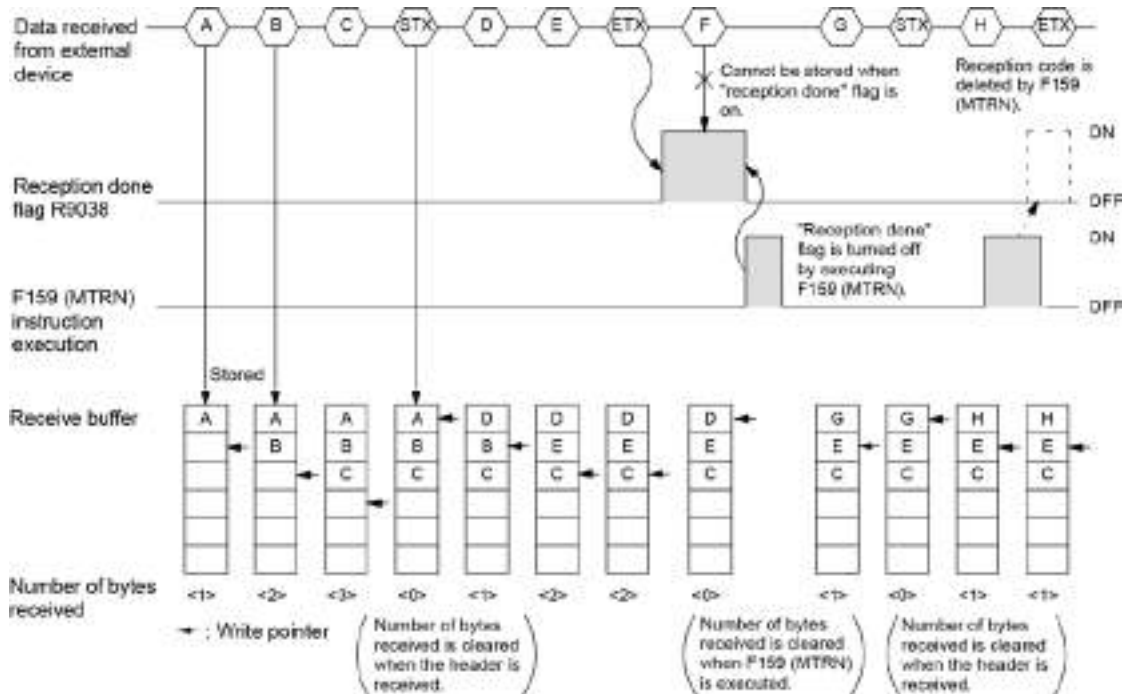 Data received
from external
device
A B C STX D E ETX F G STX H ETX
Cannot be stored when
"reception done" flag is
on.
Reception code is
deleted by F159
(MTRN).
ON
Reception done
flag R9038
OFF
"Reception done"
flag is turned off
by executing
F159 (MTRN).
ON
F159 (MTRN)
instruction
execution
OFF
Stored
Receive buffer
A A A A D D D D G G H H
B B B B E E E E E E E
C C C C C C C C C C
Number of bytes
received
<1> <2> <3> <0> <1> <2> <2> <0> <1> <0> <1> <1>
: Write pointer
Number of bytes
received is cleared
when the header is
received.
Number of bytes
received is cleared
when F159 (MTRN)
is executed.
Number of bytes
received is cleared
when the header is
received.